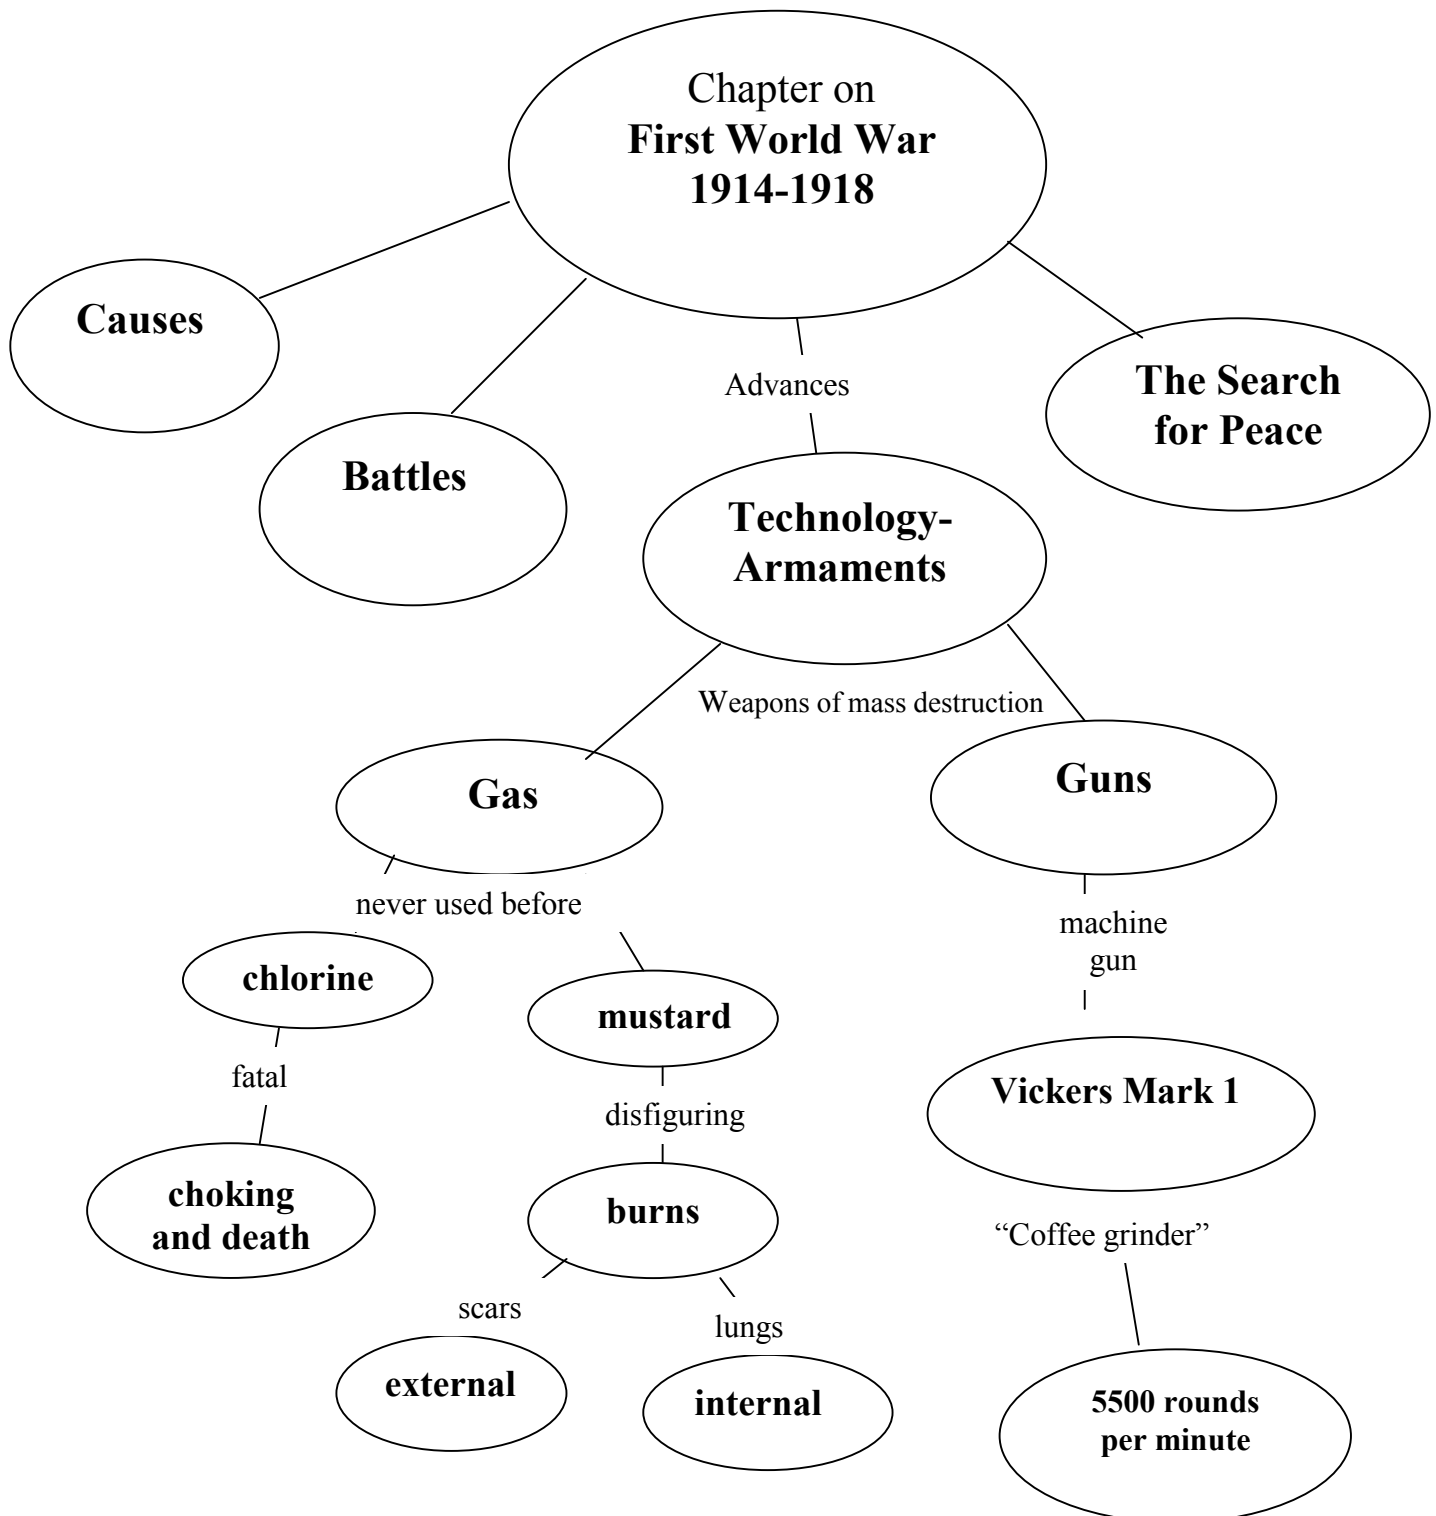 Chapter on
First World War
1914-1918
Causes
Advances
The Search
for Peace
Battles
Technology-
Armaments
Weapons of mass destruction
Gas
Guns
never used before
machine
gun
chlorine
mustard
fatal
disfiguring
Vickers Mark 1
choking
and death
burns
“Coffee grinder”
scars
lungs
external
internal
5500 rounds
per minute